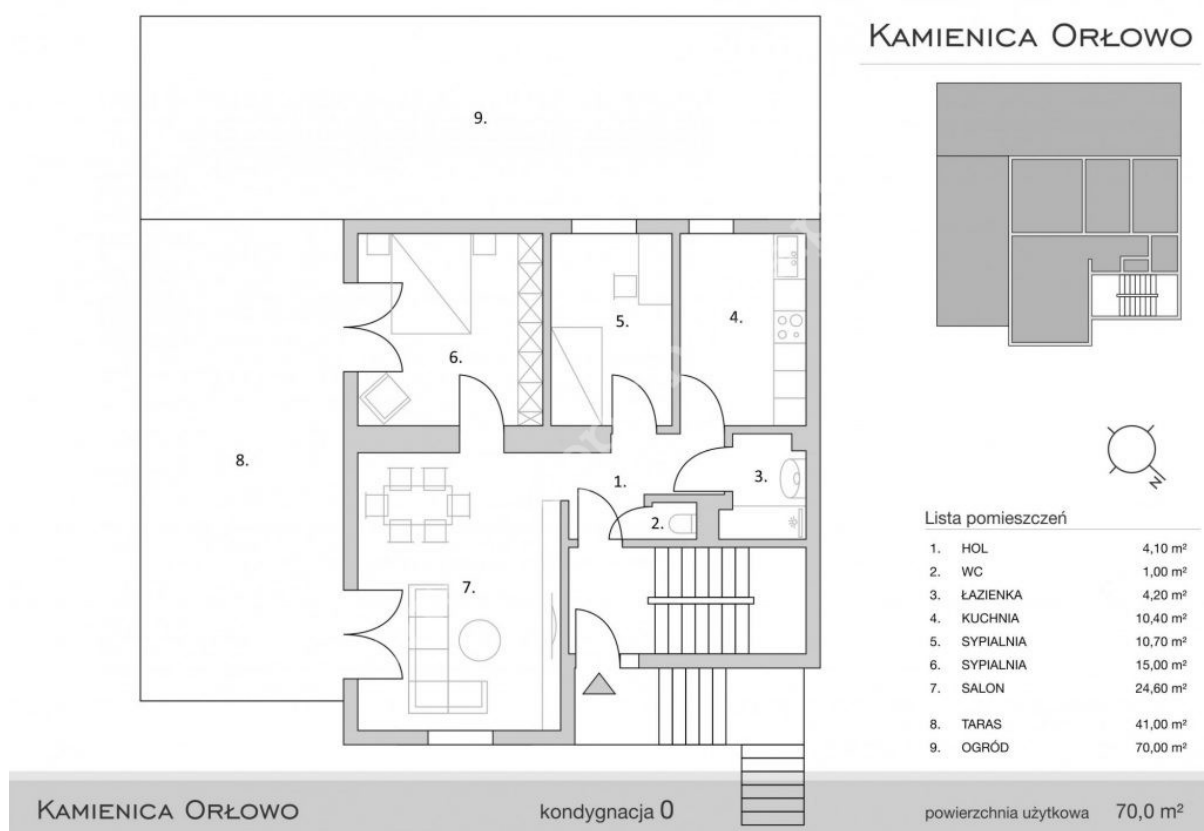 KAMIENICA ORŁOWO
9.
6.
5.
4.
8.
1.
3.
2.
7.
N
Lista pomieszczeń
1. HOL 4,10 m²
2. WC 1,00 m²
3. ŁAZIENKA 4,20 m²
4. KUCHNIA 10,40 m²
5. SYPIALNIA 10,70 m²
6. SYPIALNIA 15,00 m²
7. SALON 24,60 m²
8. TARAS 41,00 m²
9. OGRÓD 70,00 m²
KAMIENICA ORŁOWO kondygnacja 0 powierzchnia użytkowa 70,0 m²